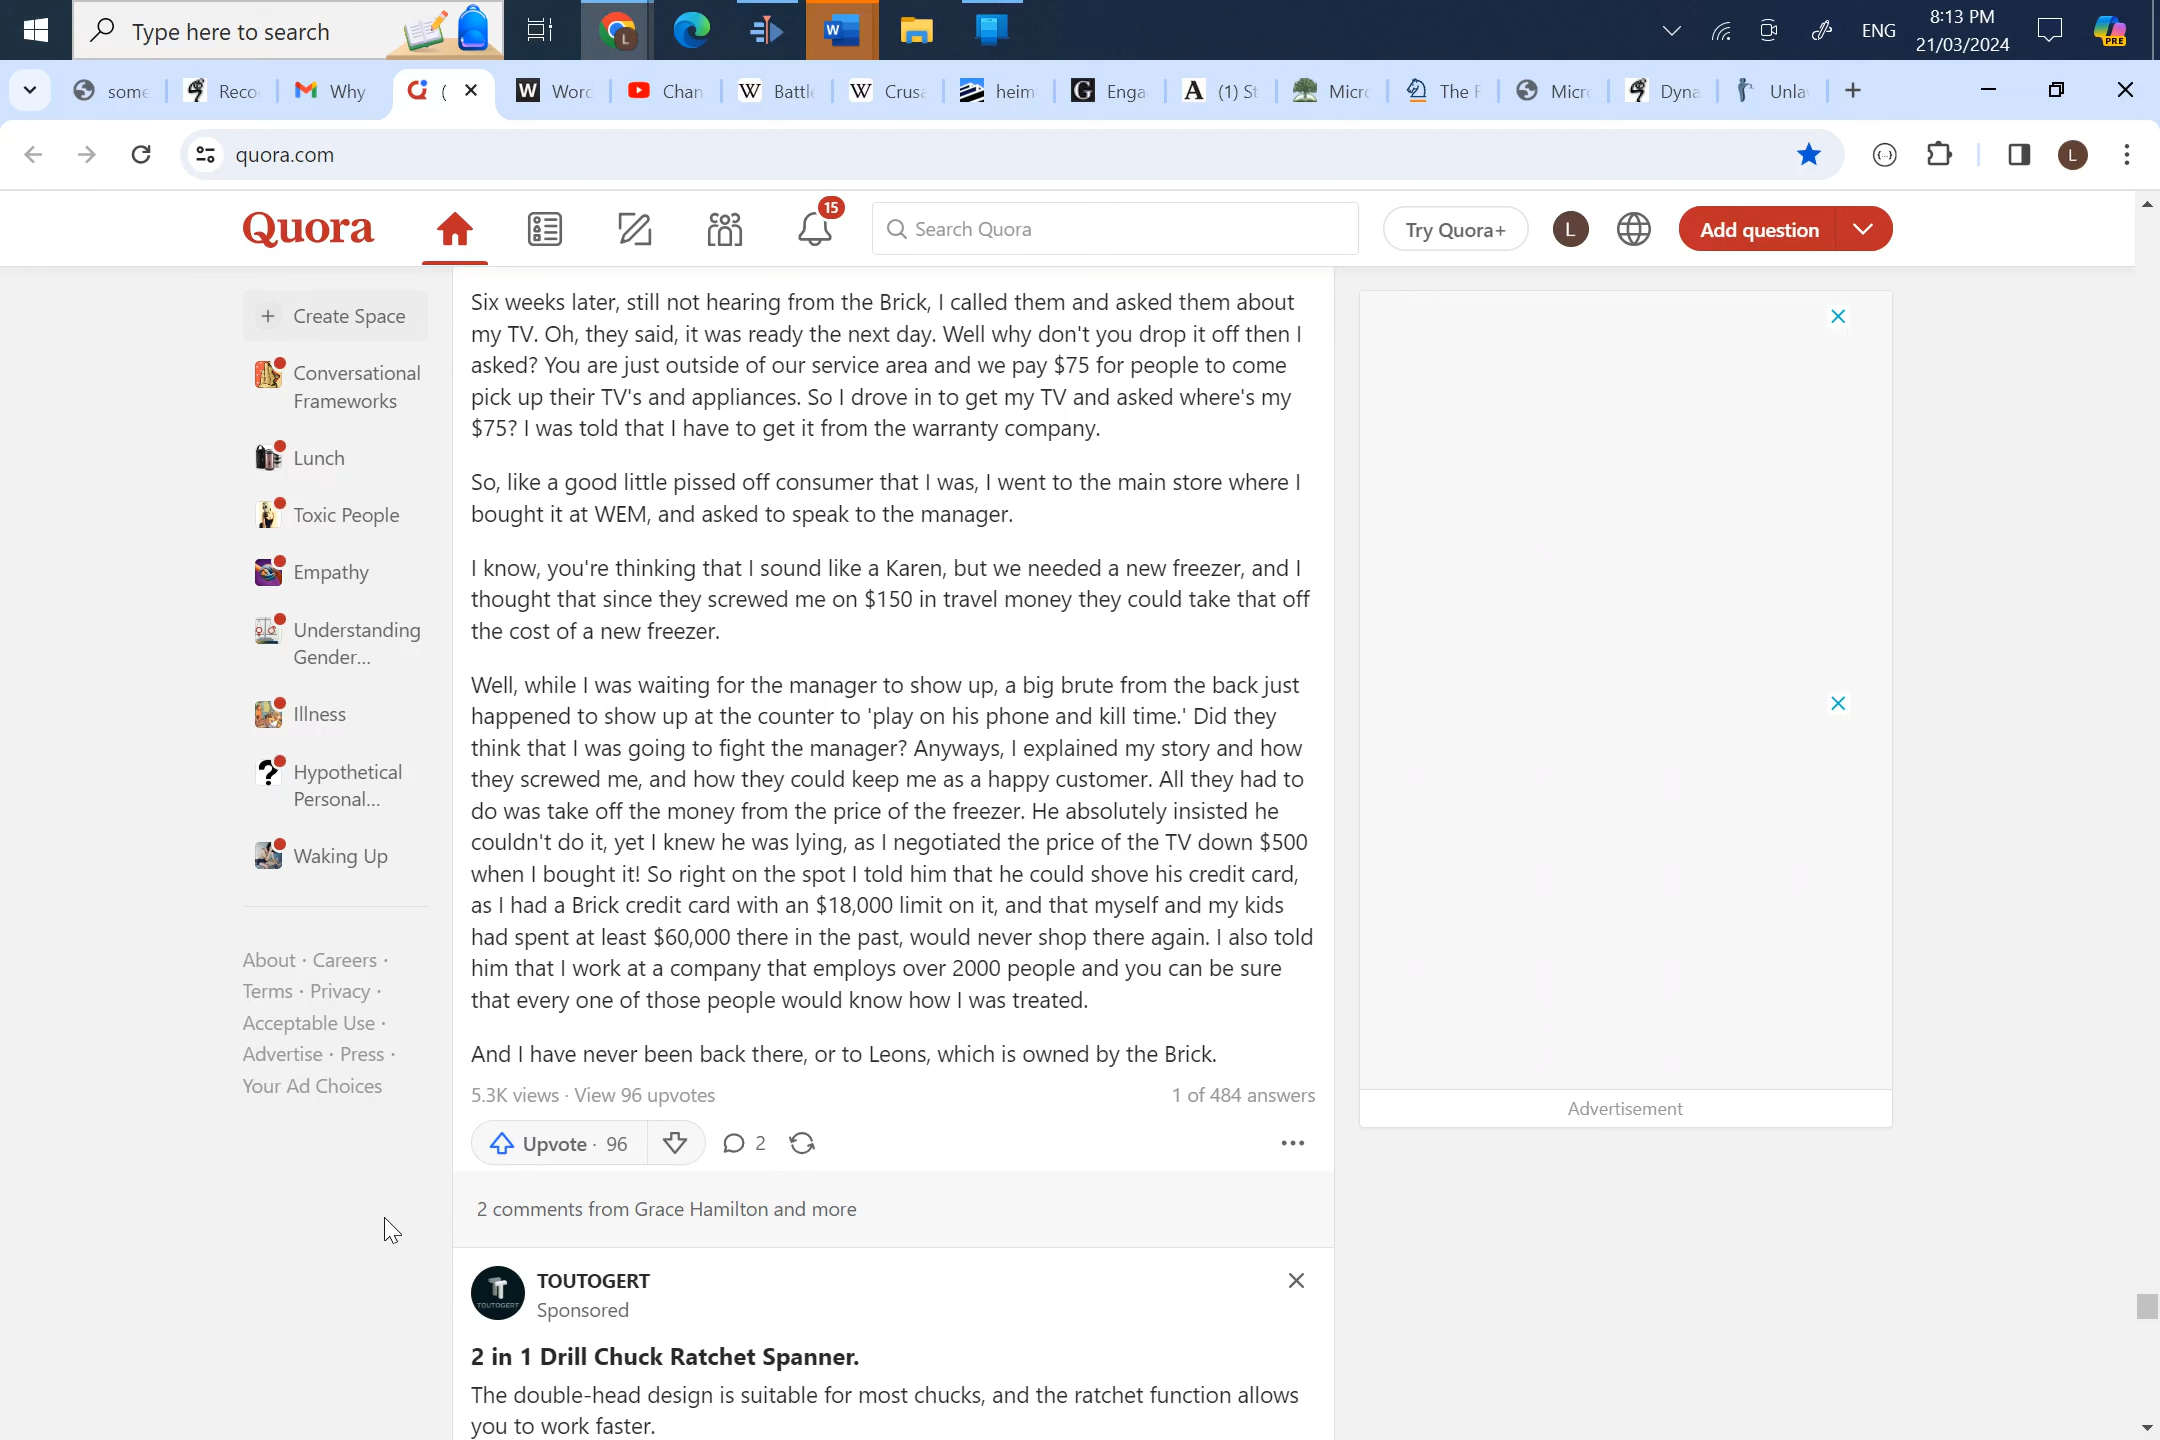 Type here to search
ENG
8:13 PM
21/03/2024
PRE
some
Reco
Why
(
Word
Chan
Battle
Crusa
heim
Enga
(1) St
Micro
The F
Micro
Dyna
Unla
quora.com
L
Quora
15
Search Quora
Try Quora+
L
Add question
Create Space
Conversational
Frameworks
Lunch
Toxic People
Empathy
Understanding
Gender...
Illness
Hypothetical
Personal...
Waking Up
About · Careers ·
Terms · Privacy ·
Acceptable Use ·
Advertise · Press ·
Your Ad Choices
Six weeks later, still not hearing from the Brick, I called them and asked them about
my TV. Oh, they said, it was ready the next day. Well why don't you drop it off then I
asked? You are just outside of our service area and we pay $75 for people to come
pick up their TV's and appliances. So I drove in to get my TV and asked where's my
$75? I was told that I have to get it from the warranty company.
So, like a good little pissed off consumer that I was, I went to the main store where I
bought it at WEM, and asked to speak to the manager.
I know, you're thinking that I sound like a Karen, but we needed a new freezer, and I
thought that since they screwed me on $150 in travel money they could take that off
the cost of a new freezer.
Well, while I was waiting for the manager to show up, a big brute from the back just
happened to show up at the counter to 'play on his phone and kill time.' Did they
think that I was going to fight the manager? Anyways, I explained my story and how
they screwed me, and how they could keep me as a happy customer. All they had to
do was take off the money from the price of the freezer. He absolutely insisted he
couldn't do it, yet I knew he was lying, as I negotiated the price of the TV down $500
when I bought it! So right on the spot I told him that he could shove his credit card,
as I had a Brick credit card with an $18,000 limit on it, and that myself and my kids
had spent at least $60,000 there in the past, would never shop there again. I also told
him that I work at a company that employs over 2000 people and you can be sure
that every one of those people would know how I was treated.
And I have never been back there, or to Leons, which is owned by the Brick.
5.3K views · View 96 upvotes
1 of 484 answers
Upvote · 96
2
2 comments from Grace Hamilton and more
TOUTOGERT
TOUTOGERT
Sponsored
2 in 1 Drill Chuck Ratchet Spanner.
The double-head design is suitable for most chucks, and the ratchet function allows
you to work faster.
Advertisement